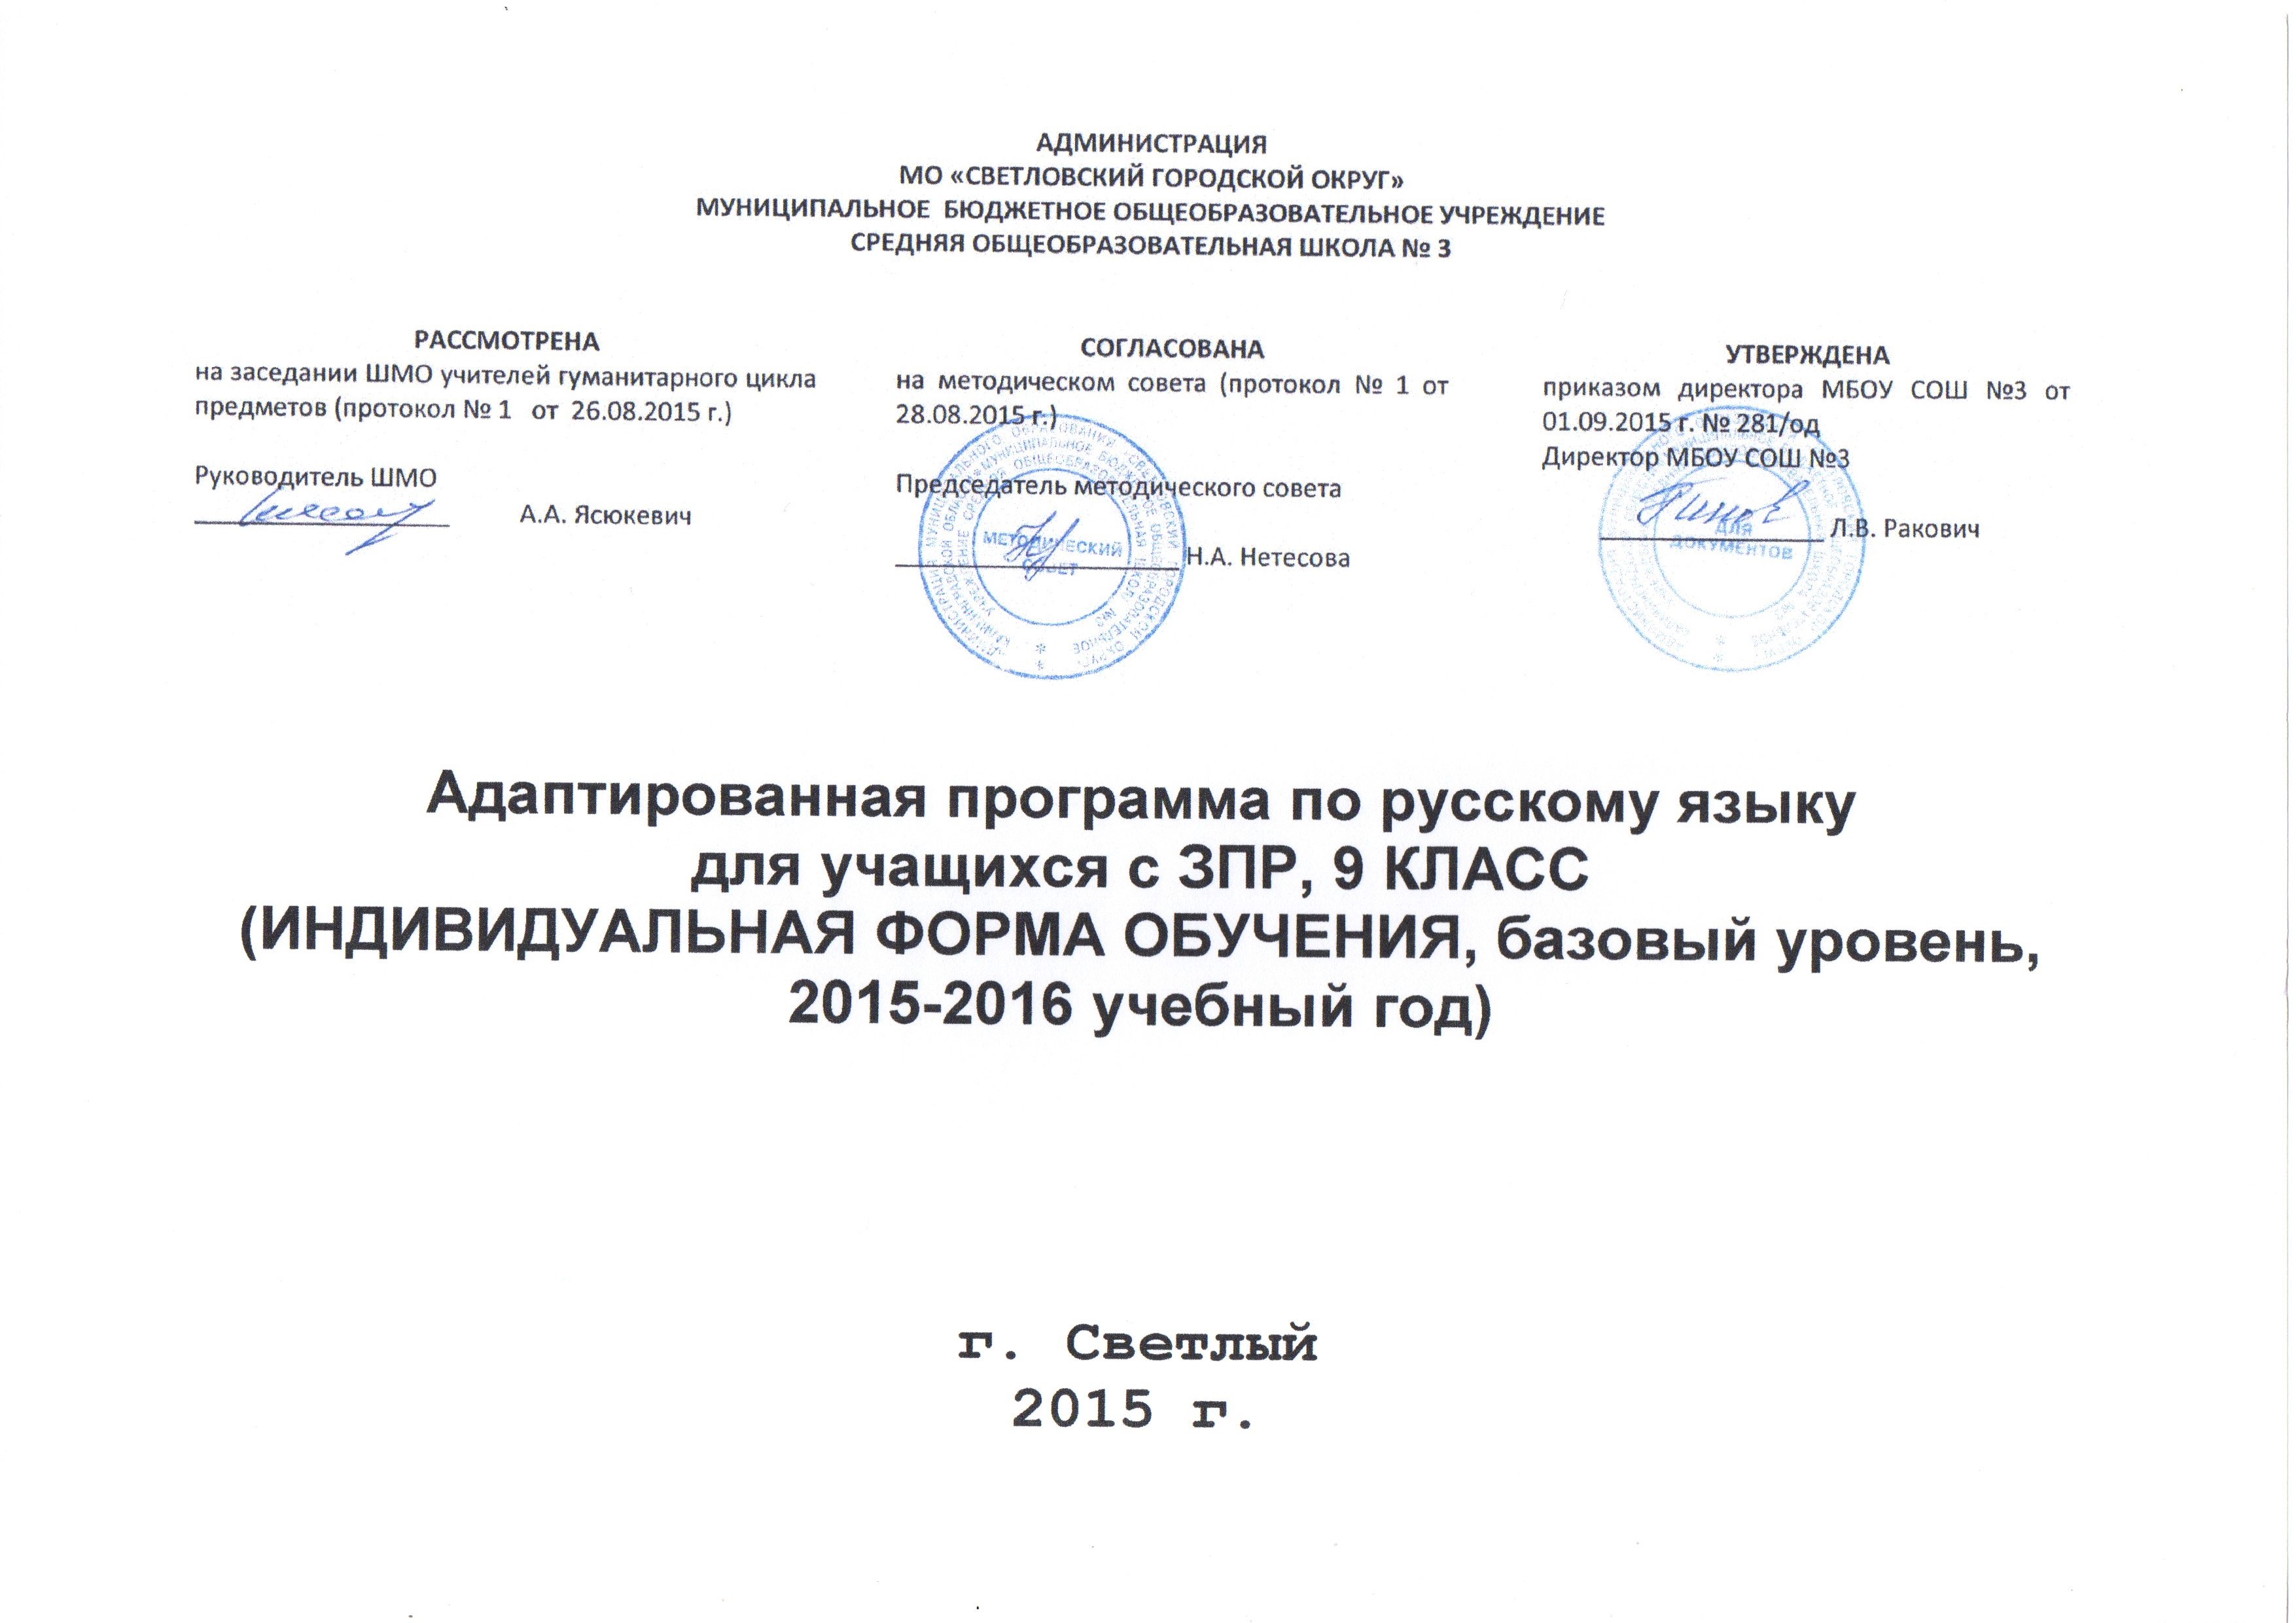 АДМИНИСТРАЦИЯ
МО «СВЕТЛОВСКИЙ ГОРОДСКОЙ ОКРУГ»
МУНИЦИПАЛЬНОЕ БЮДЖЕТНОЕ ОБЩЕОБРАЗОВАТЕЛЬНОЕ УЧРЕЖДЕНИЕ
СРЕДНЯЯ ОБЩЕОБРАЗОВАТЕЛЬНАЯ ШКОЛА № 3
РАССМОТРЕНА
на заседании ШМО учителей гуманитарного цикла
предметов (протокол № 1 от 26.08.2015 г.)
Руководитель ШМО
А.А. Ясюкевич
СОГЛАСОВАНА
на методическом совета (протокол № 1 от
28.08.2015 г.)
Председатель методического совета
Н.А. Нетесова
МЕТОДИЧЕСКИЙ
СОВЕТ
УТВЕРЖДЕНА
приказом директора МБОУ СОШ №3 от
01.09.2015 г. № 281/од
Директор МБОУ СОШ №3
Л.В. Ракович
ДЛЯ
ДОКУМЕНТОВ
Адаптированная программа по русскому языку
для учащихся с ЗПР, 9 КЛАСС
(ИНДИВИДУАЛЬНАЯ ФОРМА ОБУЧЕНИЯ, базовый уровень,
2015-2016 учебный год)
г. Светлый
2015 г.